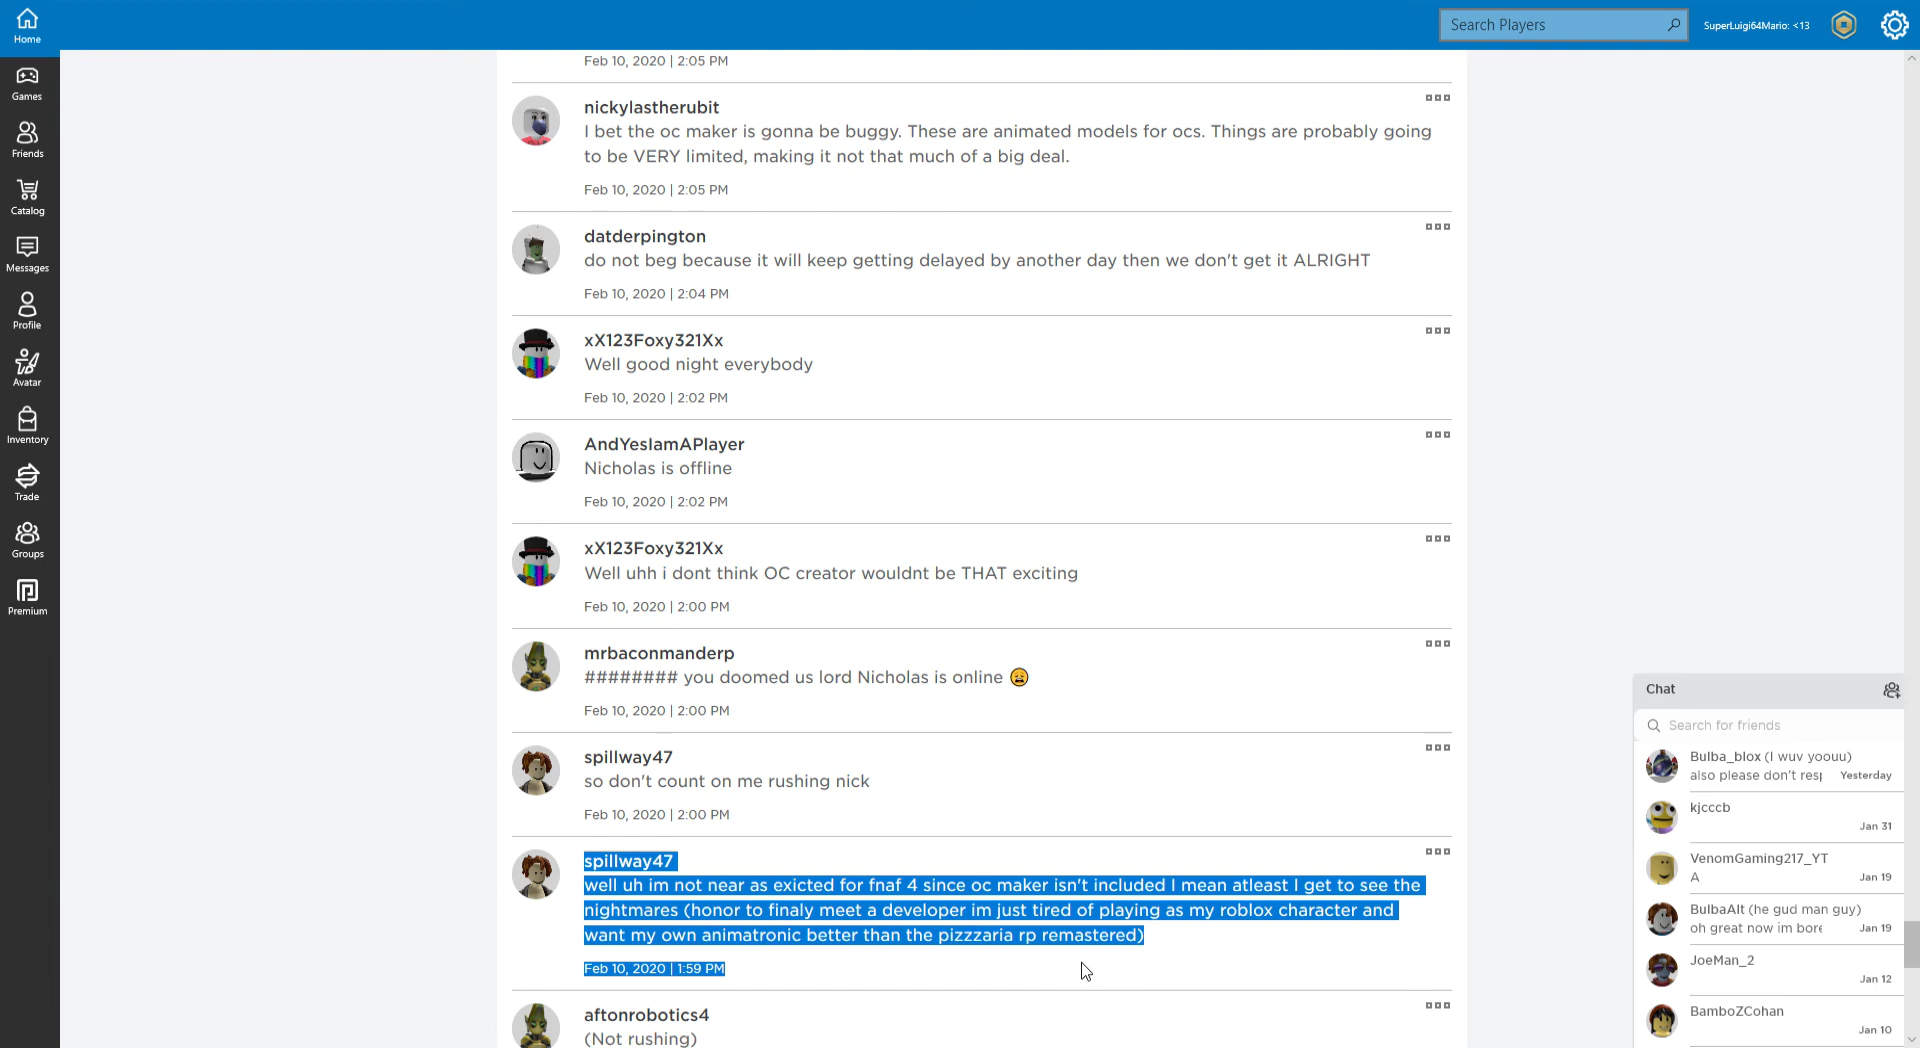 Home
Search Players
SuperLuigi64Mario: <13
Games
Friends
Catalog
Messages
Profile
Avatar
Inventory
Trade
Groups
Premium
Feb 10, 2020 | 2:05 PM
nickylastherubit
I bet the oc maker is gonna be buggy. These are animated models for ocs. Things are probably going
to be VERY limited, making it not that much of a big deal.
Feb 10, 2020 | 2:05 PM
datderpington
do not beg because it will keep getting delayed by another day then we don't get it ALRIGHT
Feb 10, 2020 | 2:04 PM
xX123Foxy321Xx
Well good night everybody
Feb 10, 2020 | 2:02 PM
AndYesIamAPlayer
Nicholas is offline
Feb 10, 2020 | 2:02 PM
xX123Foxy321Xx
Well uhh i dont think OC creator wouldnt be THAT exciting
Feb 10, 2020 | 2:00 PM
mrbaconmanderp
######## you doomed us lord Nicholas is online 😩
Feb 10, 2020 | 2:00 PM
spillway47
so don't count on me rushing nick
Feb 10, 2020 | 2:00 PM
spillway47
well uh im not near as exicted for fnaf 4 since oc maker isn't included I mean atleast I get to see the
nightmares (honor to finaly meet a developer im just tired of playing as my roblox character and
want my own animatronic better than the pizzzaria rp remastered)
Feb 10, 2020 | 1:59 PM
aftonrobotics4
(Not rushing)
Chat
Search for friends
Bulba_blox (I wuv yoouu)
also please don't resp Yesterday
kjcccb
Jan 31
VenomGaming217_YT
A Jan 19
BulbaAlt (he gud man guy)
oh great now im bore Jan 19
JoeMan_2
Jan 12
BamboZCohan
Jan 10